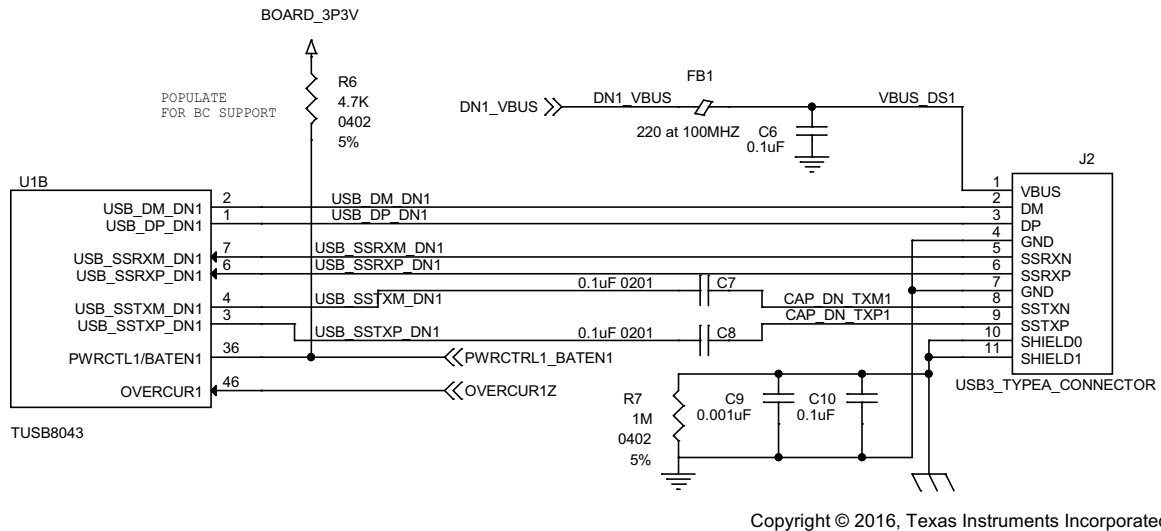 BOARD_3P3V
R6
4.7K
0402
5%
POPULATE
FOR BC SUPPORT
FB1
DN1_VBUS
DN1_VBUS
VBUS_DS1
220 at 100MHZ
C6
0.1uF
J2
U1B
USB_DM_DN1
USB_DP_DN1
USB_SSRXM_DN1
USB_SSRXP_DN1
USB_SSTXM_DN1
USB_SSTXP_DN1
PWRCTL1/BATEN1
OVERCUR1
2
1
7
6
4
3
36
46
USB_DM_DN1
USB_DP_DN1
USB_SSRXM_DN1
USB_SSRXP_DN1
USB_SSTXM_DN1
USB_SSTXP_DN1
0.1uF 0201
C7
0.1uF 0201
C8
CAP_DN_TXM1
CAP_DN_TXP1
PWRCTRL1_BATEN1
OVERCUR1Z
1
2
3
4
5
6
7
8
9
10
11
VBUS
DM
DP
GND
SSRXN
SSRXP
GND
SSTXN
SSTXP
SHIELD0
SHIELD1
USB3_TYPEA_CONNECTOR
R7
1M
0402
5%
C9
0.001uF
C10
0.1uF
TUSB8043
Copyright © 2016, Texas Instruments Incorporated